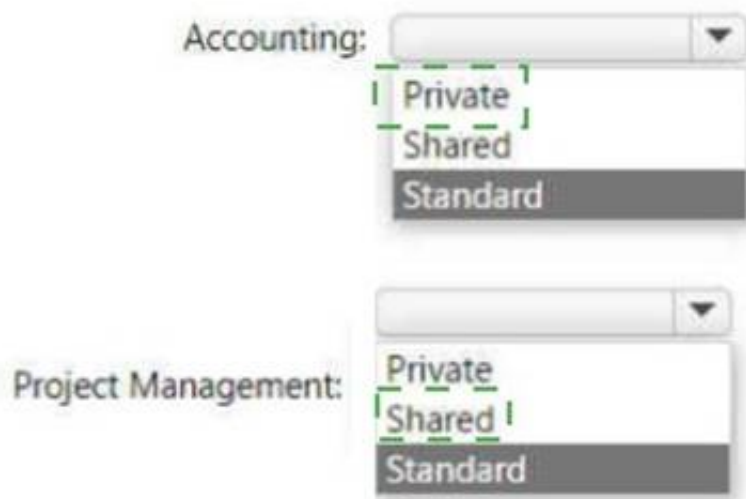 Accounting:
Private
Shared
Standard
Project Management:
Private
Shared
Standard